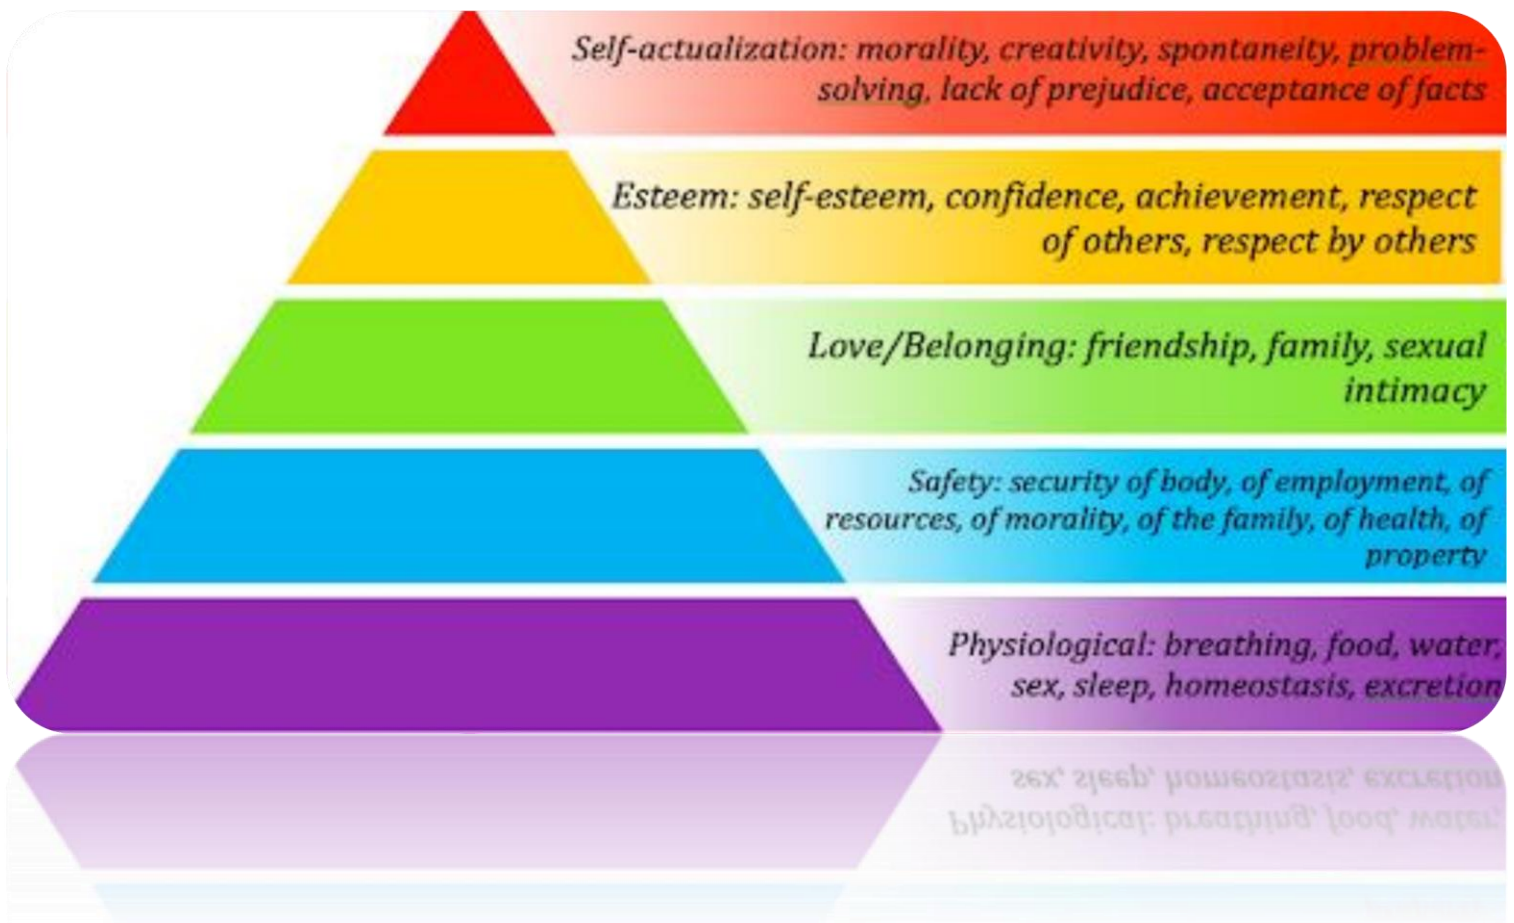 Self-actualization: morality, creativity, spontaneity, problem-
solving, lack of prejudice, acceptance of facts
Esteem: self-esteem, confidence, achievement, respect
of others, respect by others
Love/Belonging: friendship, family, sexual
intimacy
Safety: security of body, of employment, of
resources, of morality, of the family, of health, of
property
Physiological: breathing, food, water,
sex, sleep, homeostasis, excretion